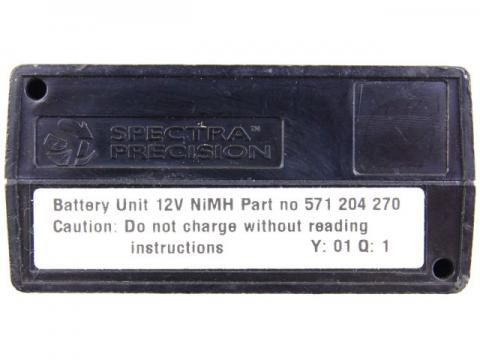 SPECTRA™
PRECISION
Battery Unit 12V NiMH Part no 571 204 270
Caution: Do not charge without reading
instructions Y: 01 Q: 1